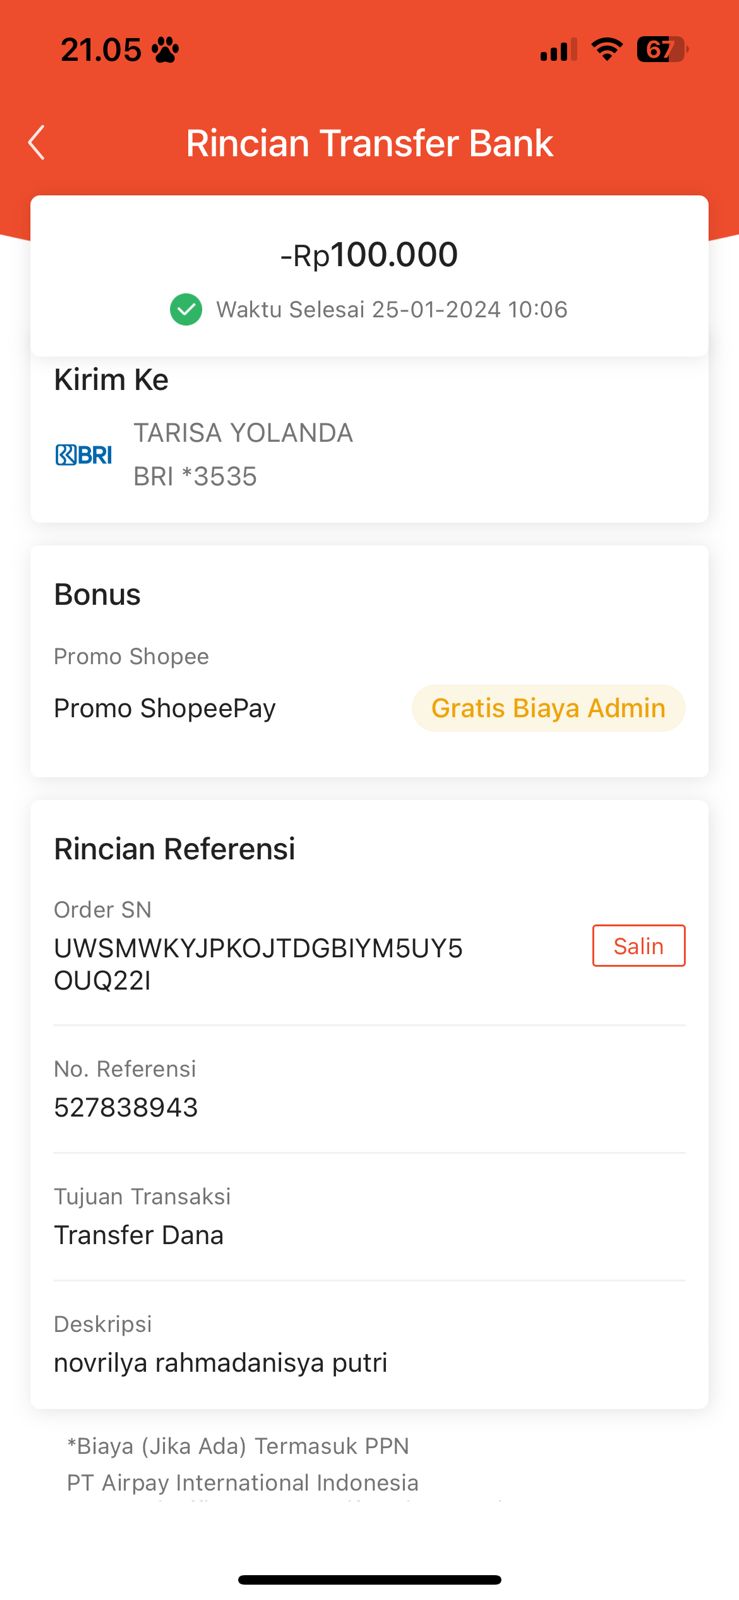 21.05
67
Rincian Transfer Bank
-Rp100.000
Waktu Selesai 25-01-2024 10:06
Kirim Ke
TARISA YOLANDA
BRI
BRI *3535
Bonus
Promo Shopee
Promo ShopeePay
Gratis Biaya Admin
Rincian Referensi
Order SN
UWSMWKYJPKOJTDGBIYM5UY5
Salin
OUQ22I
No. Referensi
527838943
Tujuan Transaksi
Transfer Dana
Deskripsi
novrilya rahmadanisya putri
*Biaya (Jika Ada) Termasuk PPN
PT Airpay International Indonesia